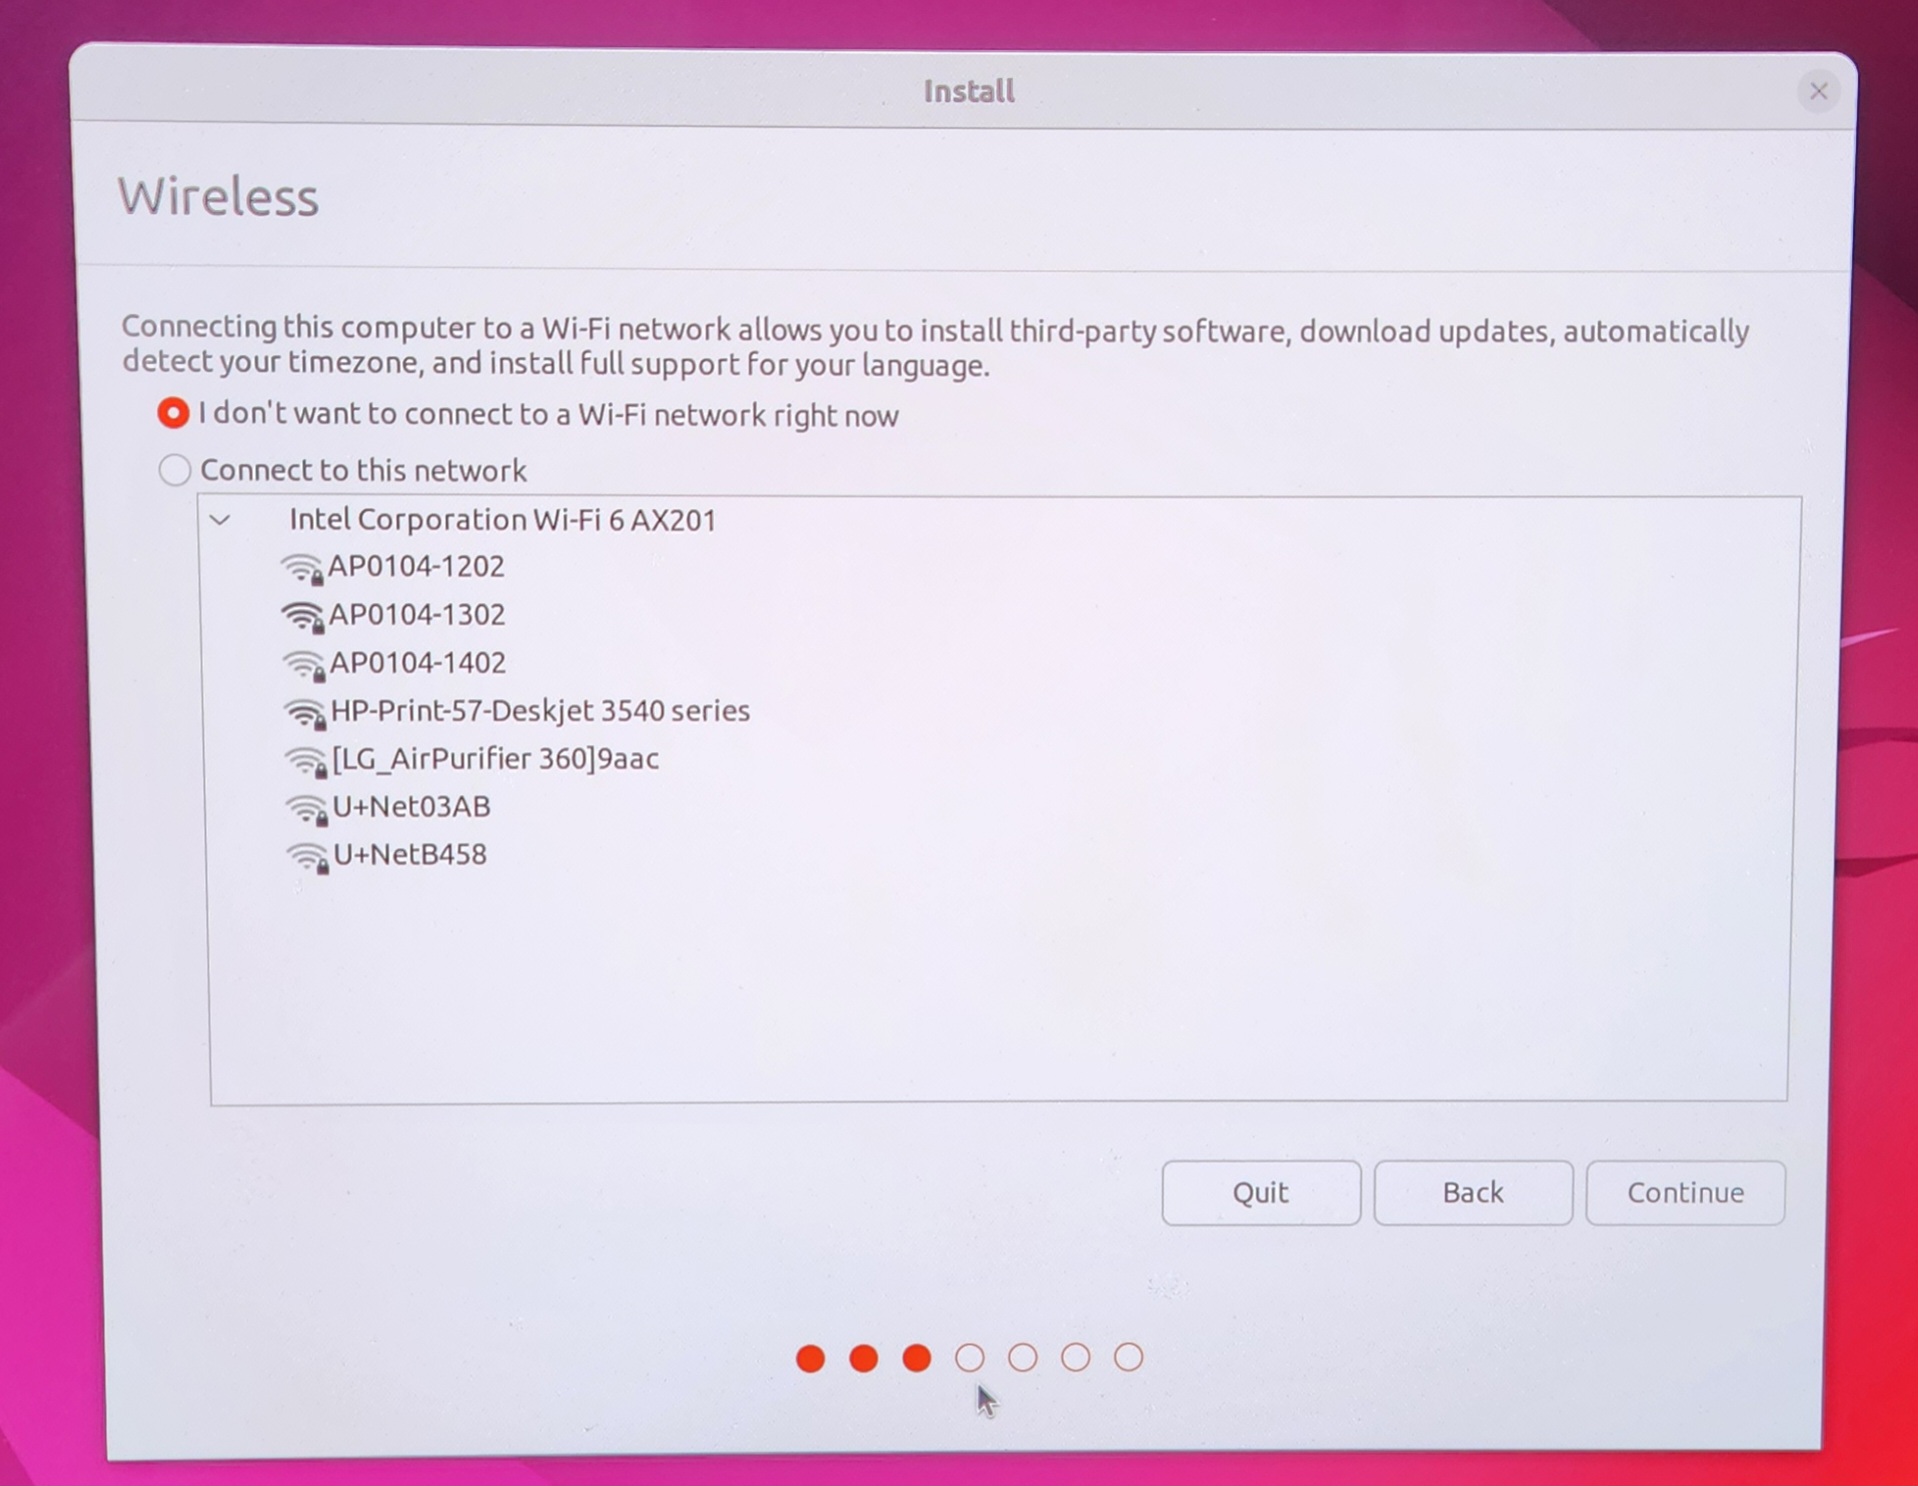 Install
Wireless
Connecting this computer to a Wi-Fi network allows you to install third-party software, download updates, automatically
detect your timezone, and install full support for your language.
I don't want to connect to a Wi-Fi network right now
Connect to this network
Intel Corporation Wi-Fi 6 AX201
AP0104-1202
AP0104-1302
AP0104-1402
HP-Print-57-Deskjet 3540 series
[LG_AirPurifier 360]9aac
U+Net03AB
U+NetB458
Quit Back Continue